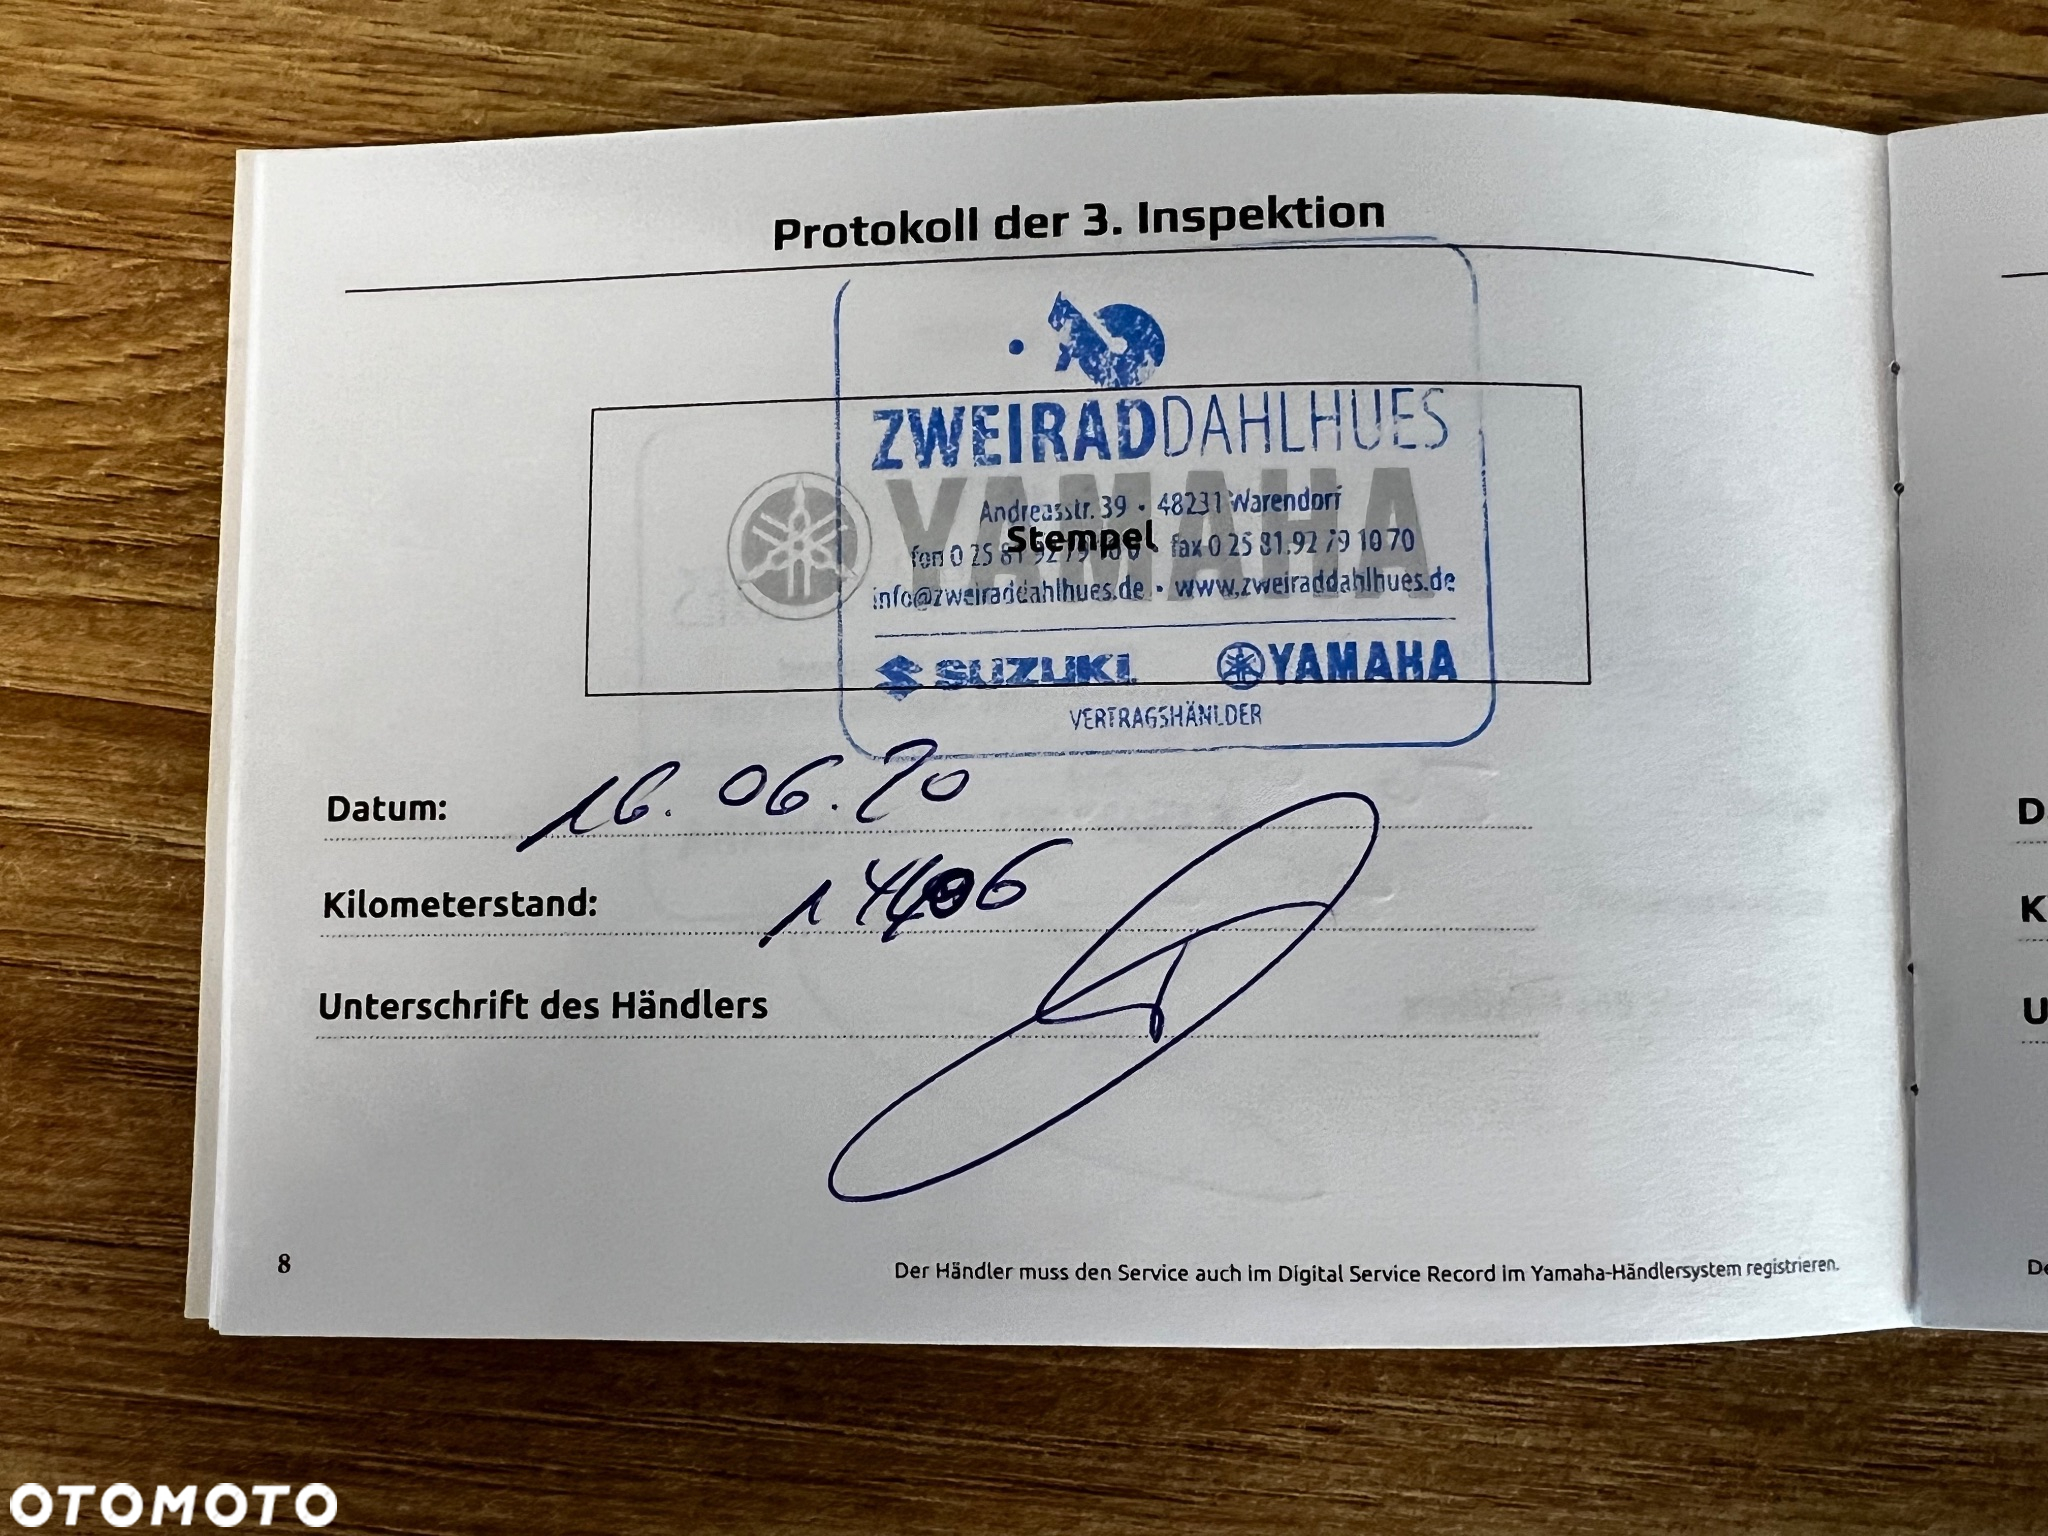 Protokoll der 3. Inspektion
ZWEIRADDAHLHUES
YAMAHA
Andreasstr. 39 · 48231 Warendorf
Stempel
fon 0 25 81 92 79 10 0 · fax 0 25 81.92 79 10 70
info@zweiraddahlhues.de · www.zweiraddahlhues.de
SUZUKI YAMAHA
VERTRAGSHÄNLDER
Datum: 16.06.20
Kilometerstand:
Unterschrift des Händlers
8
Der Händler muss den Service auch im Digital Service Record im Yamaha-Händlersystem registrieren.
D
K
U
De
OTOMOTO